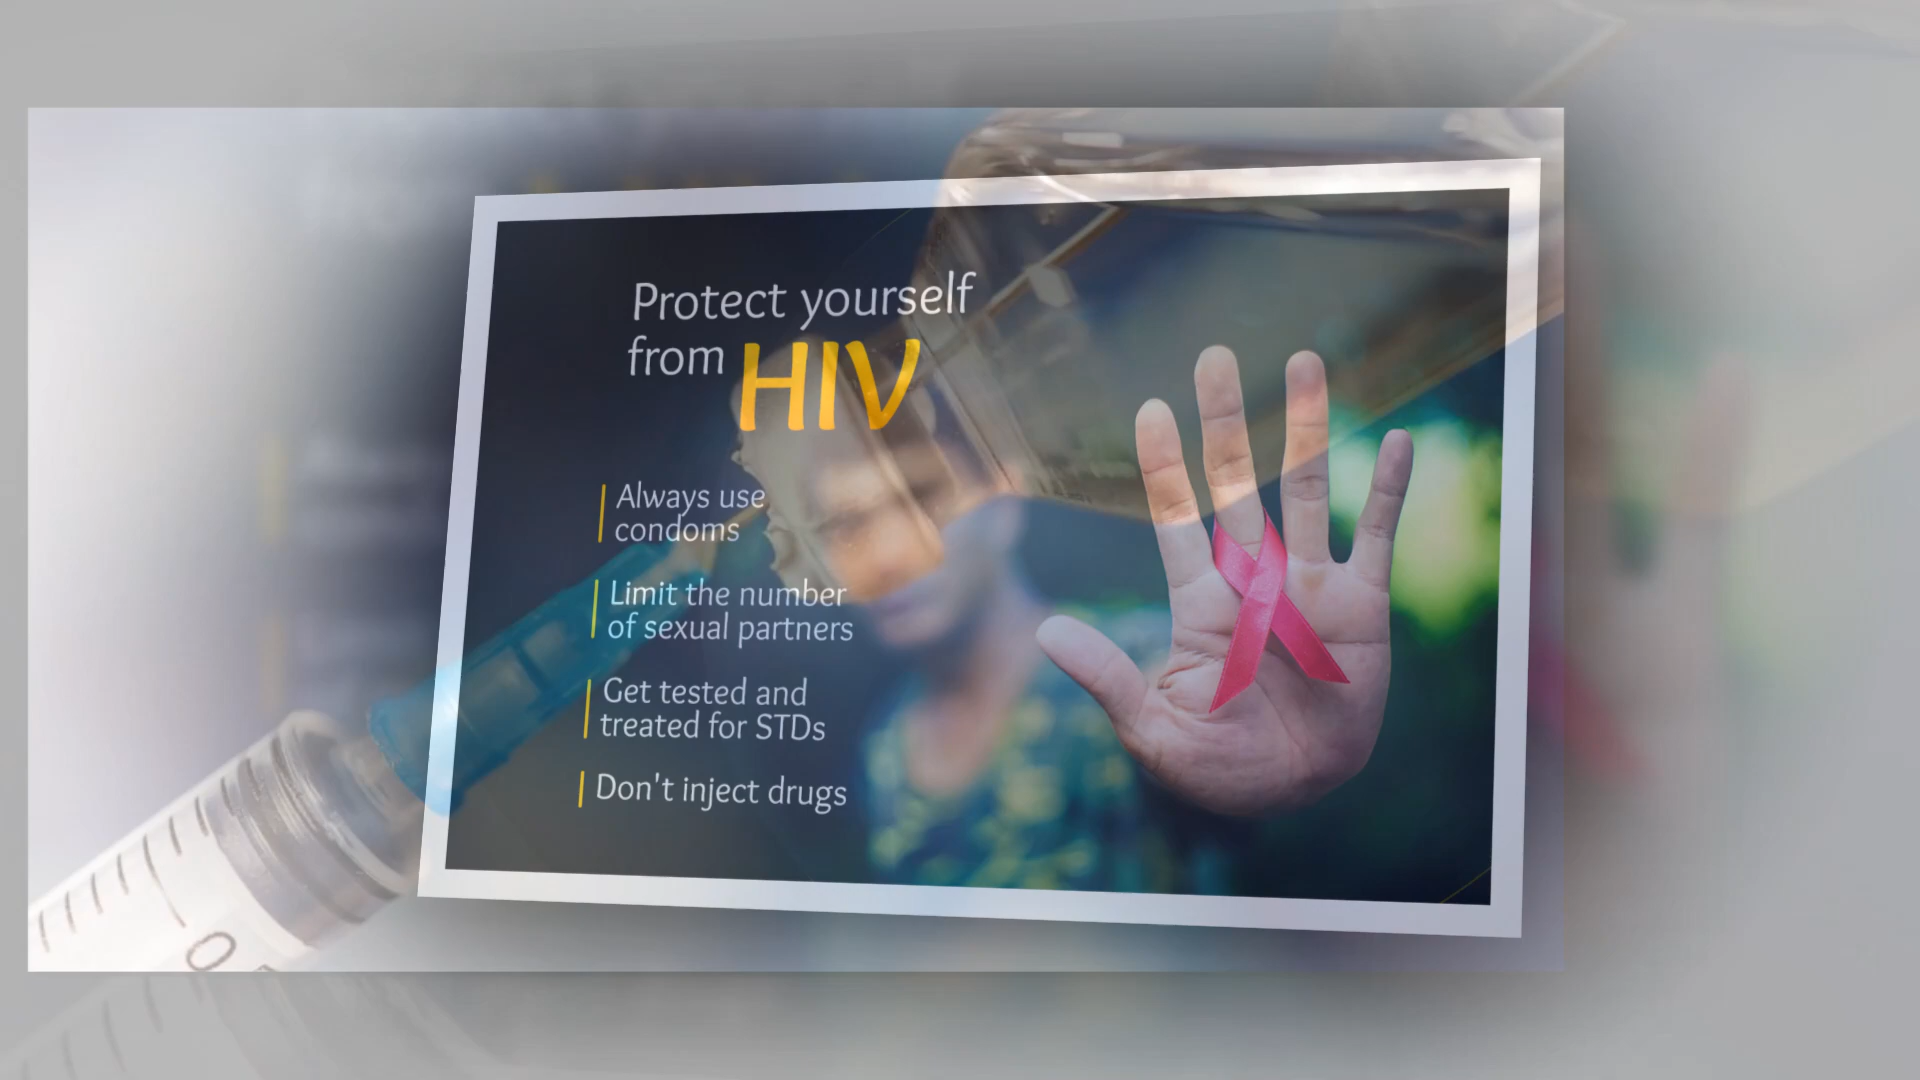 Protect yourself
from HIV
Always use
condoms
Limit the number
of sexual partners
Get tested and
treated for STDs
Don't inject drugs
0